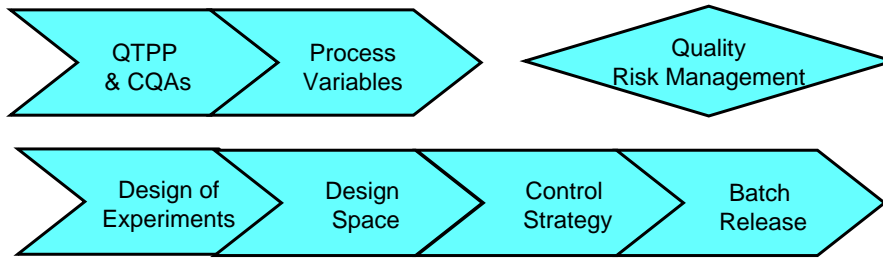 QTPP
& CQAs
Process
Variables
Quality
Risk Management
Design of
Experiments
Design
Space
Control
Strategy
Batch
Release